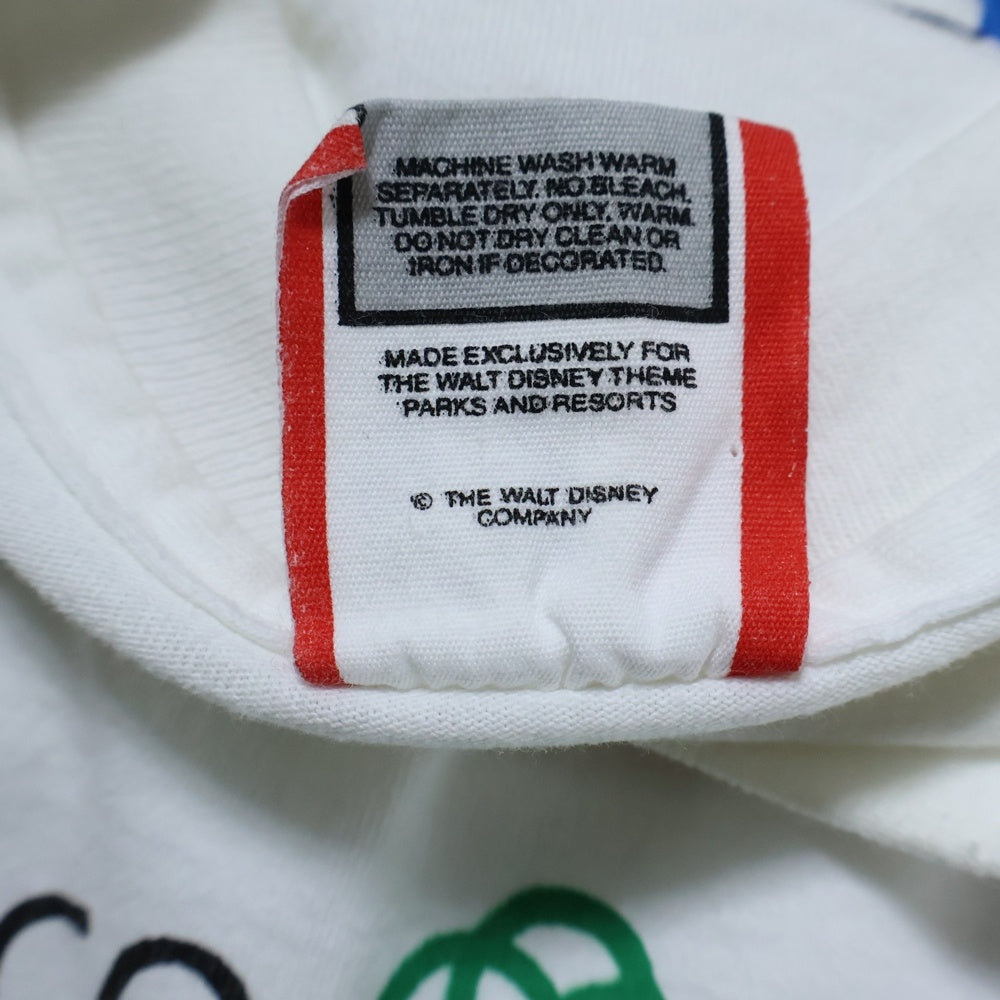 MACHINE WASH WARM
SEPARATELY. NO BLEACH.
TUMBLE DRY ONLY. WARM.
DO NOT DRY CLEAN OR
IRON IF DECORATED.
MADE EXCLUSIVELY FOR
THE WALT DISNEY THEME
PARKS AND RESORTS
© THE WALT DISNEY
COMPANY